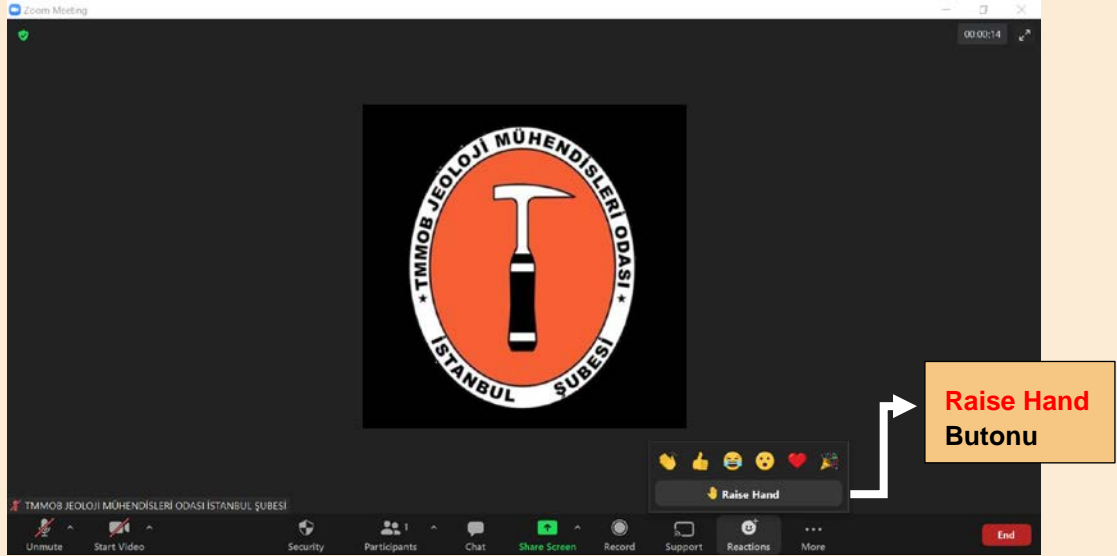 Zoom Meeting
00:00:14
TMMOB JEOLOJİ MÜHENDİSLERİ ODASI
İSTANBUL ŞUBESİ
Raise Hand
Butonu
Raise Hand
TMMOB JEOLOJİ MÜHENDİSLERİ ODASI İSTANBUL ŞUBESİ
Unmute
Start Video
Security
Participants
1
Chat
Share Screen
Record
Support
Reactions
More
End